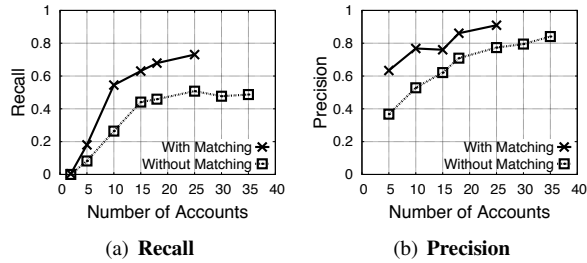 1
0.8
0.6
0.4
0.2
0
Recall
With Matching
Without Matching
0 5 10 15 20 25 30 35 40
Number of Accounts
(a) Recall
1
0.8
0.6
0.4
0.2
0
Precision
With Matching
Without Matching
0 5 10 15 20 25 30 35 40
Number of Accounts
(b) Precision